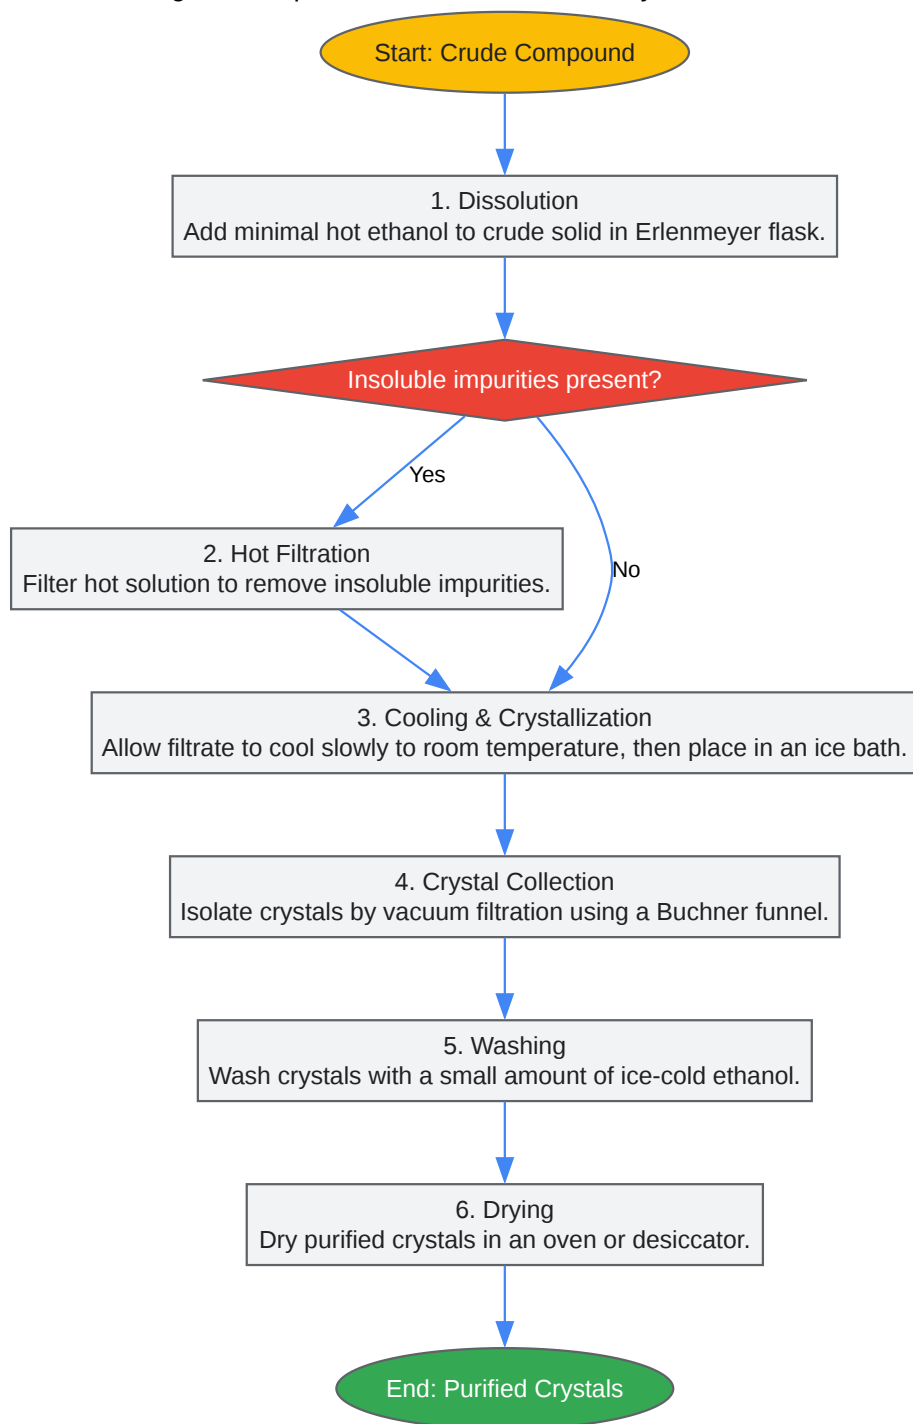 Start: Crude Compound
1. Dissolution
Add minimal hot ethanol to crude solid in Erlenmeyer flask.
Insoluble impurities present?
Yes
2. Hot Filtration
Filter hot solution to remove insoluble impurities.
No
3. Cooling & Crystallization
Allow filtrate to cool slowly to room temperature, then place in an ice bath.
4. Crystal Collection
Isolate crystals by vacuum filtration using a Buchner funnel.
5. Washing
Wash crystals with a small amount of ice-cold ethanol.
6. Drying
Dry purified crystals in an oven or desiccator.
End: Purified Crystals